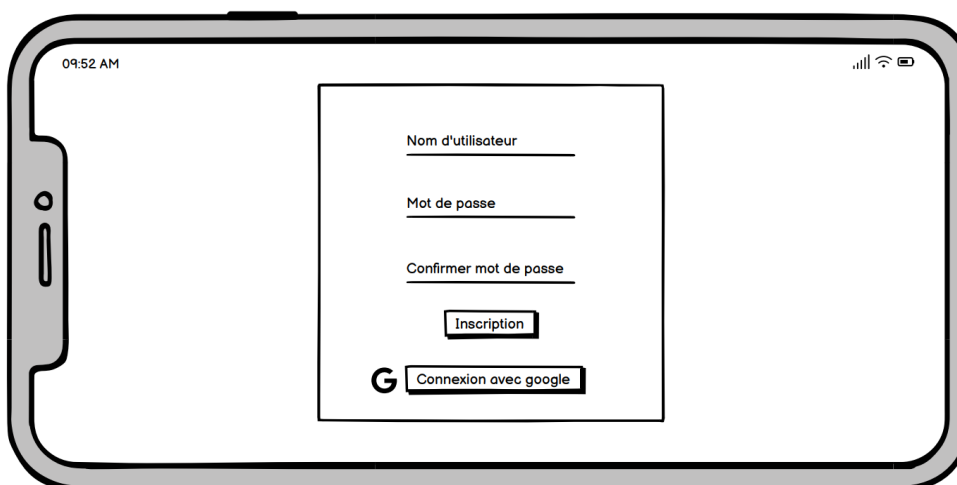 09:52 AM
Nom d'utilisateur
Mot de passe
Confirmer mot de passe
Inscription
G Connexion avec google